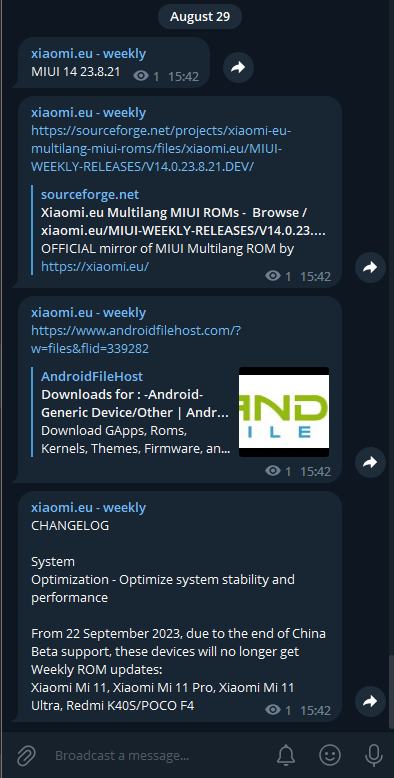 August 29
xiaomi.eu - weekly
MIUI 14 23.8.21
1 15:42
xiaomi.eu - weekly
https://sourceforge.net/projects/xiaomi-eu-
multilang-miui-roms/files/xiaomi.eu/MIUI-
WEEKLY-RELEASES/V14.0.23.8.21.DEV/
sourceforge.net
Xiaomi.eu Multilang MIUI ROMs - Browse /
xiaomi.eu/MIUI-WEEKLY-RELEASES/V14.0.23....
OFFICIAL mirror of MIUI Multilang ROM by
https://xiaomi.eu/
1 15:42
xiaomi.eu - weekly
https://www.androidfilehost.com/?
w=files&flid=339282
AndroidFileHost
Downloads for : -Android-
Generic Device/Other | Andr...
Download GApps, Roms,
Kernels, Themes, Firmware, an...
AND
ILE
1 15:42
xiaomi.eu - weekly
CHANGELOG
System
Optimization - Optimize system stability and
performance
From 22 September 2023, due to the end of China
Beta support, these devices will no longer get
Weekly ROM updates:
Xiaomi Mi 11, Xiaomi Mi 11 Pro, Xiaomi Mi 11
Ultra, Redmi K40S/POCO F4
1 15:42
Broadcast a message...